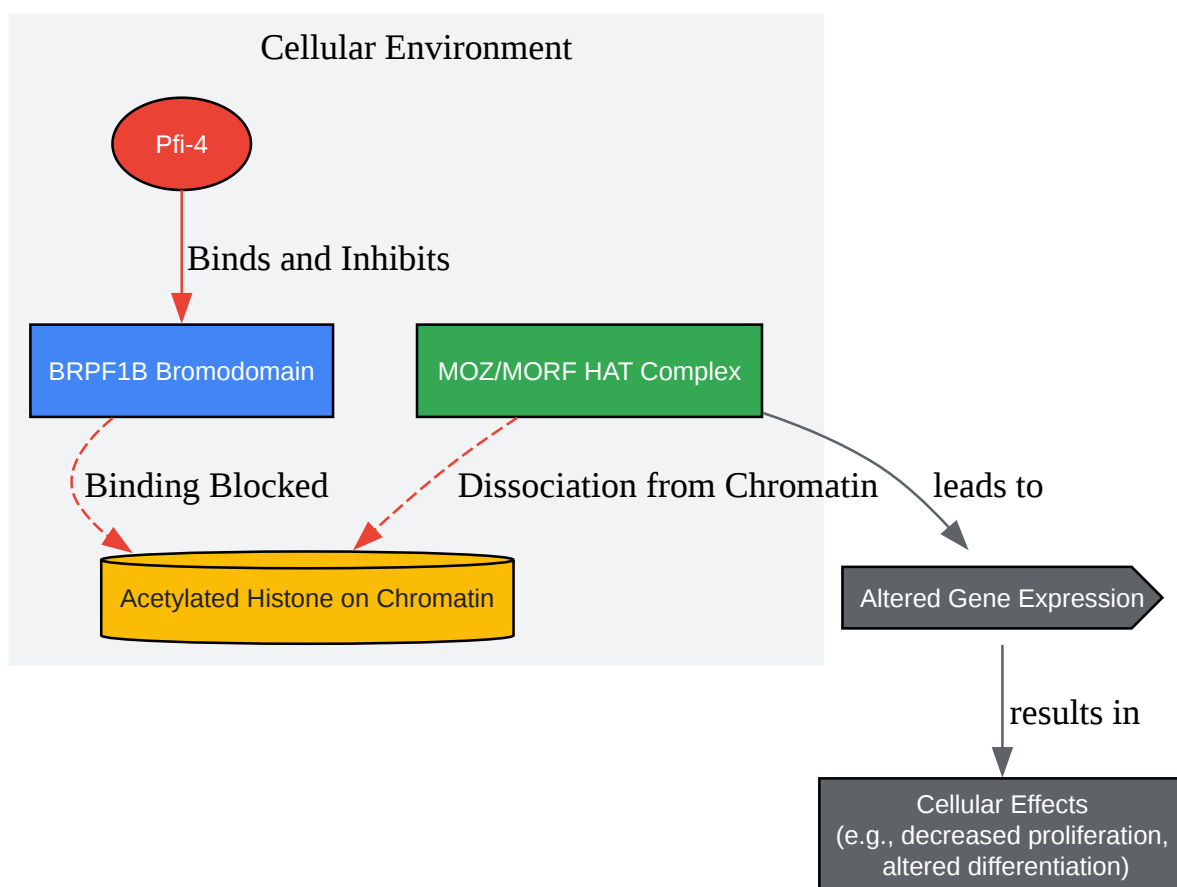 Cellular Environment
Pfi-4
Binds and Inhibits
BRPF1B Bromodomain
MOZ/MORF HAT Complex
Binding Blocked
Dissociation from Chromatin
leads to
Acetylated Histone on Chromatin
Altered Gene Expression
results in
Cellular Effects
(e.g., decreased proliferation,
altered differentiation)